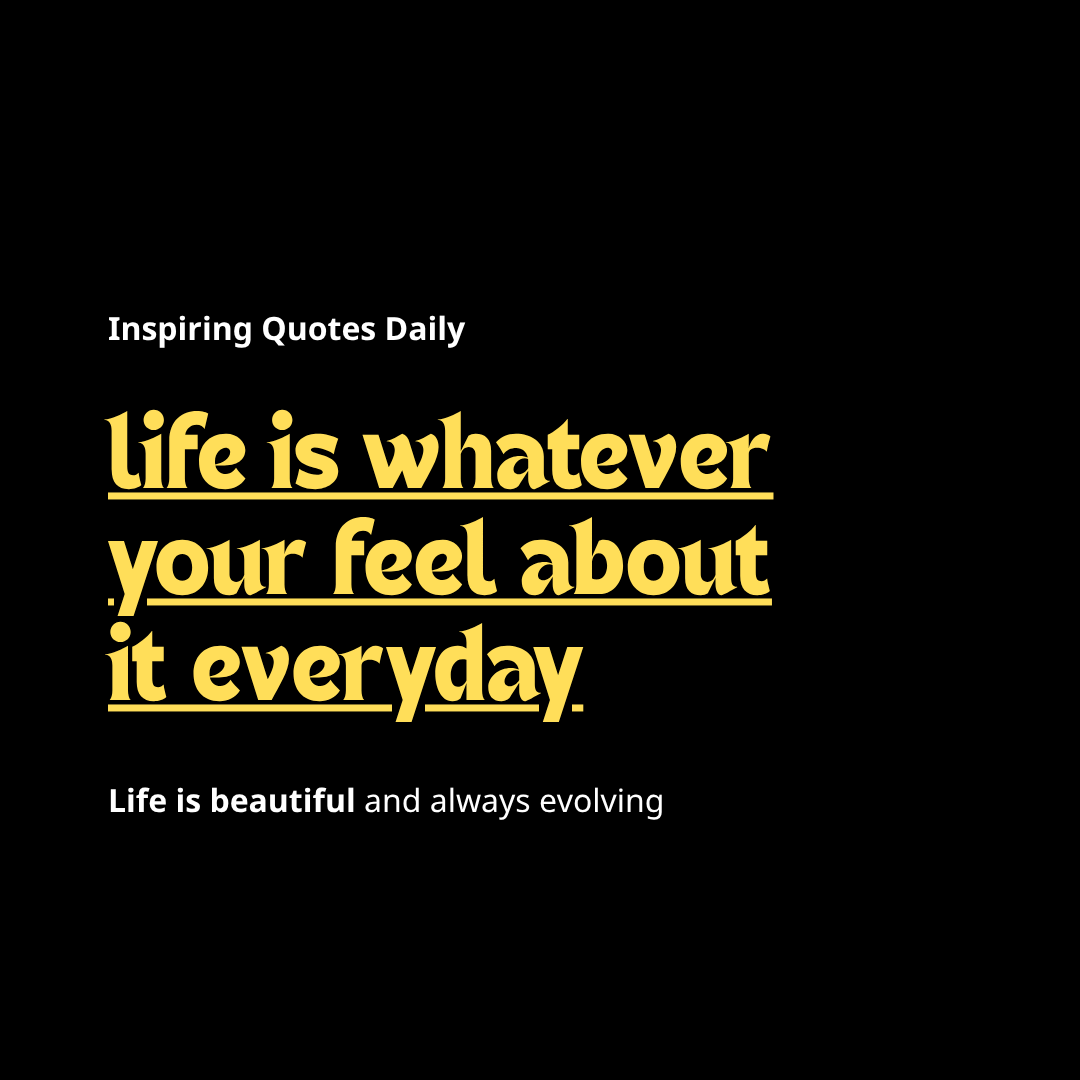 Inspiring Quotes Daily
life is whatever
your feel about
it everyday
Life is beautiful and always evolving